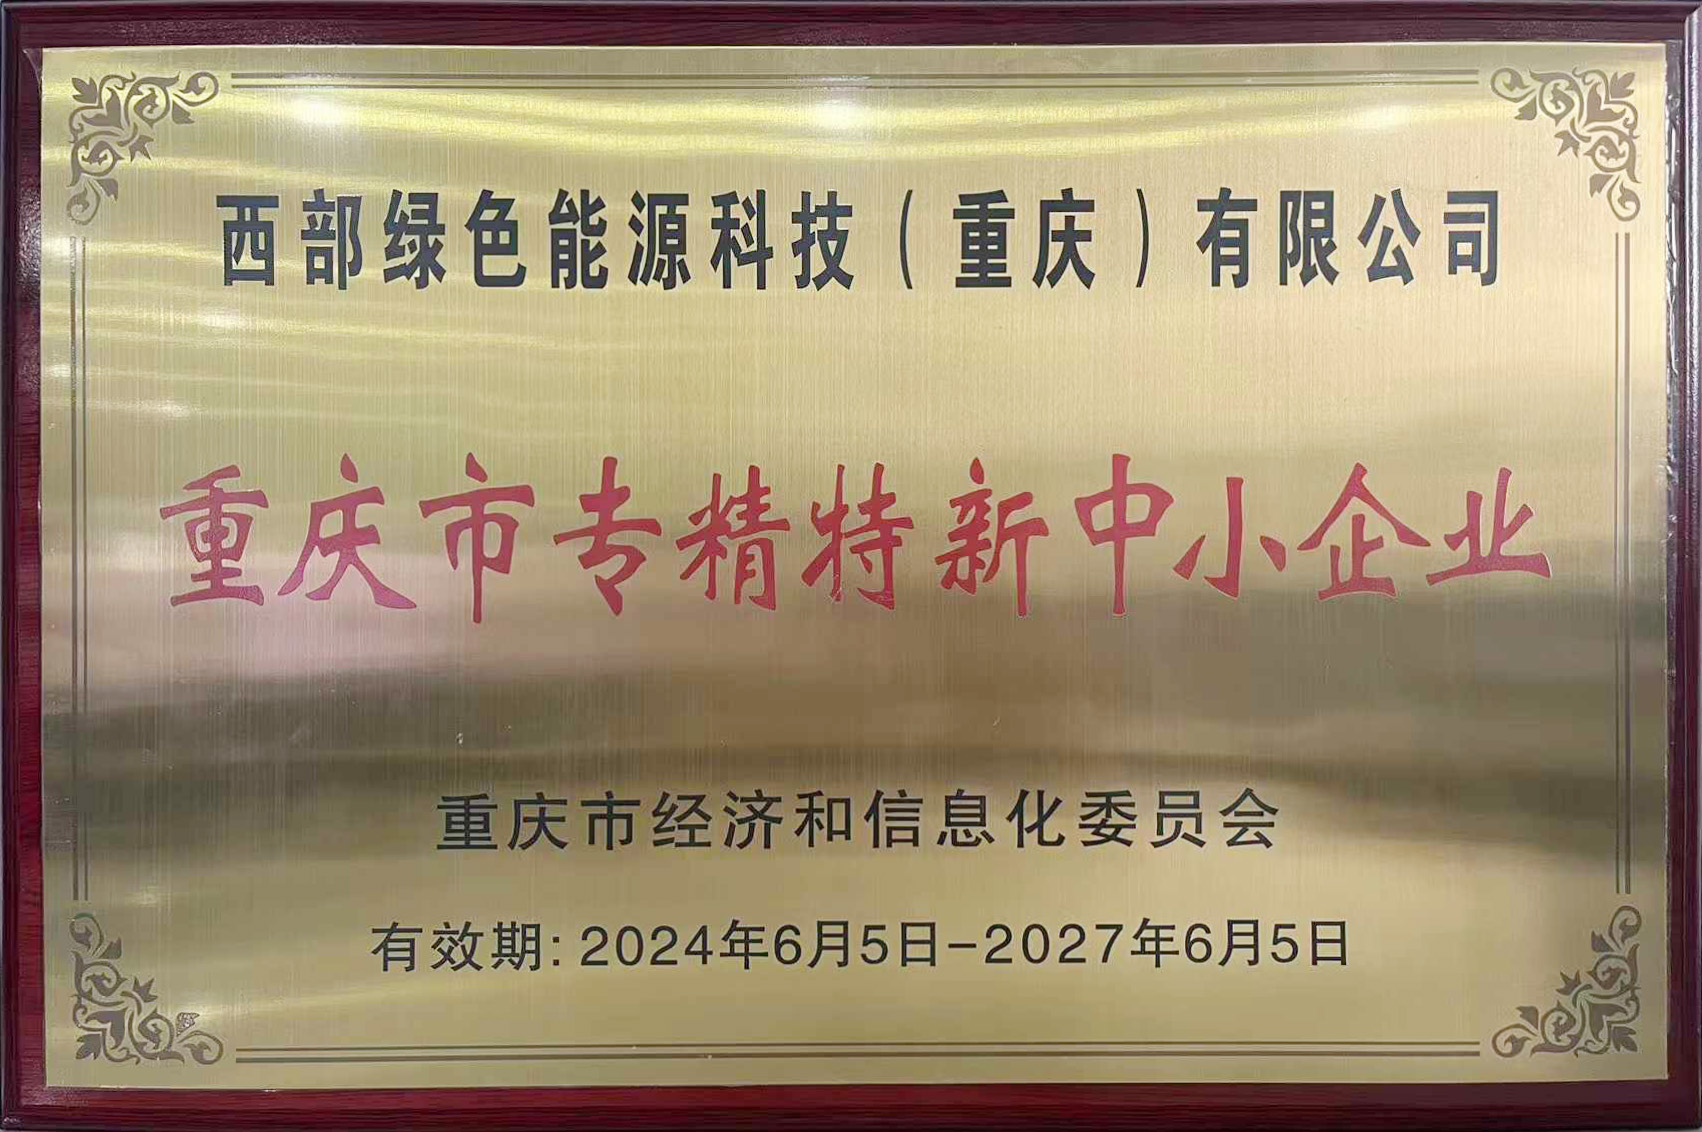 西部绿色能源科技（重庆）有限公司
重庆市专精特新中小企业
重庆市经济和信息化委员会
有效期: 2024年6月5日-2027年6月5日